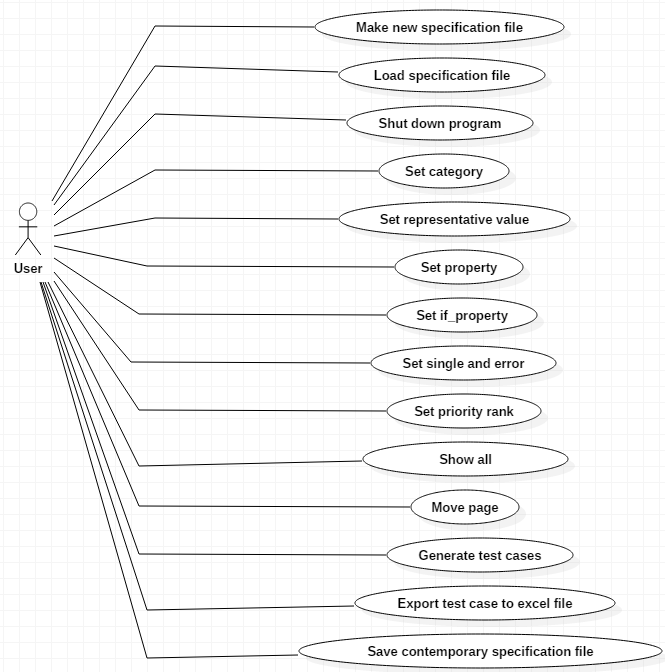 Make new specification file
Load specification file
Shut down program
Set category
Set representative value
Set property
User
Set if_property
Set single and error
Set priority rank
Show all
Move page
Generate test cases
Export test case to excel file
Save contemporary specification file